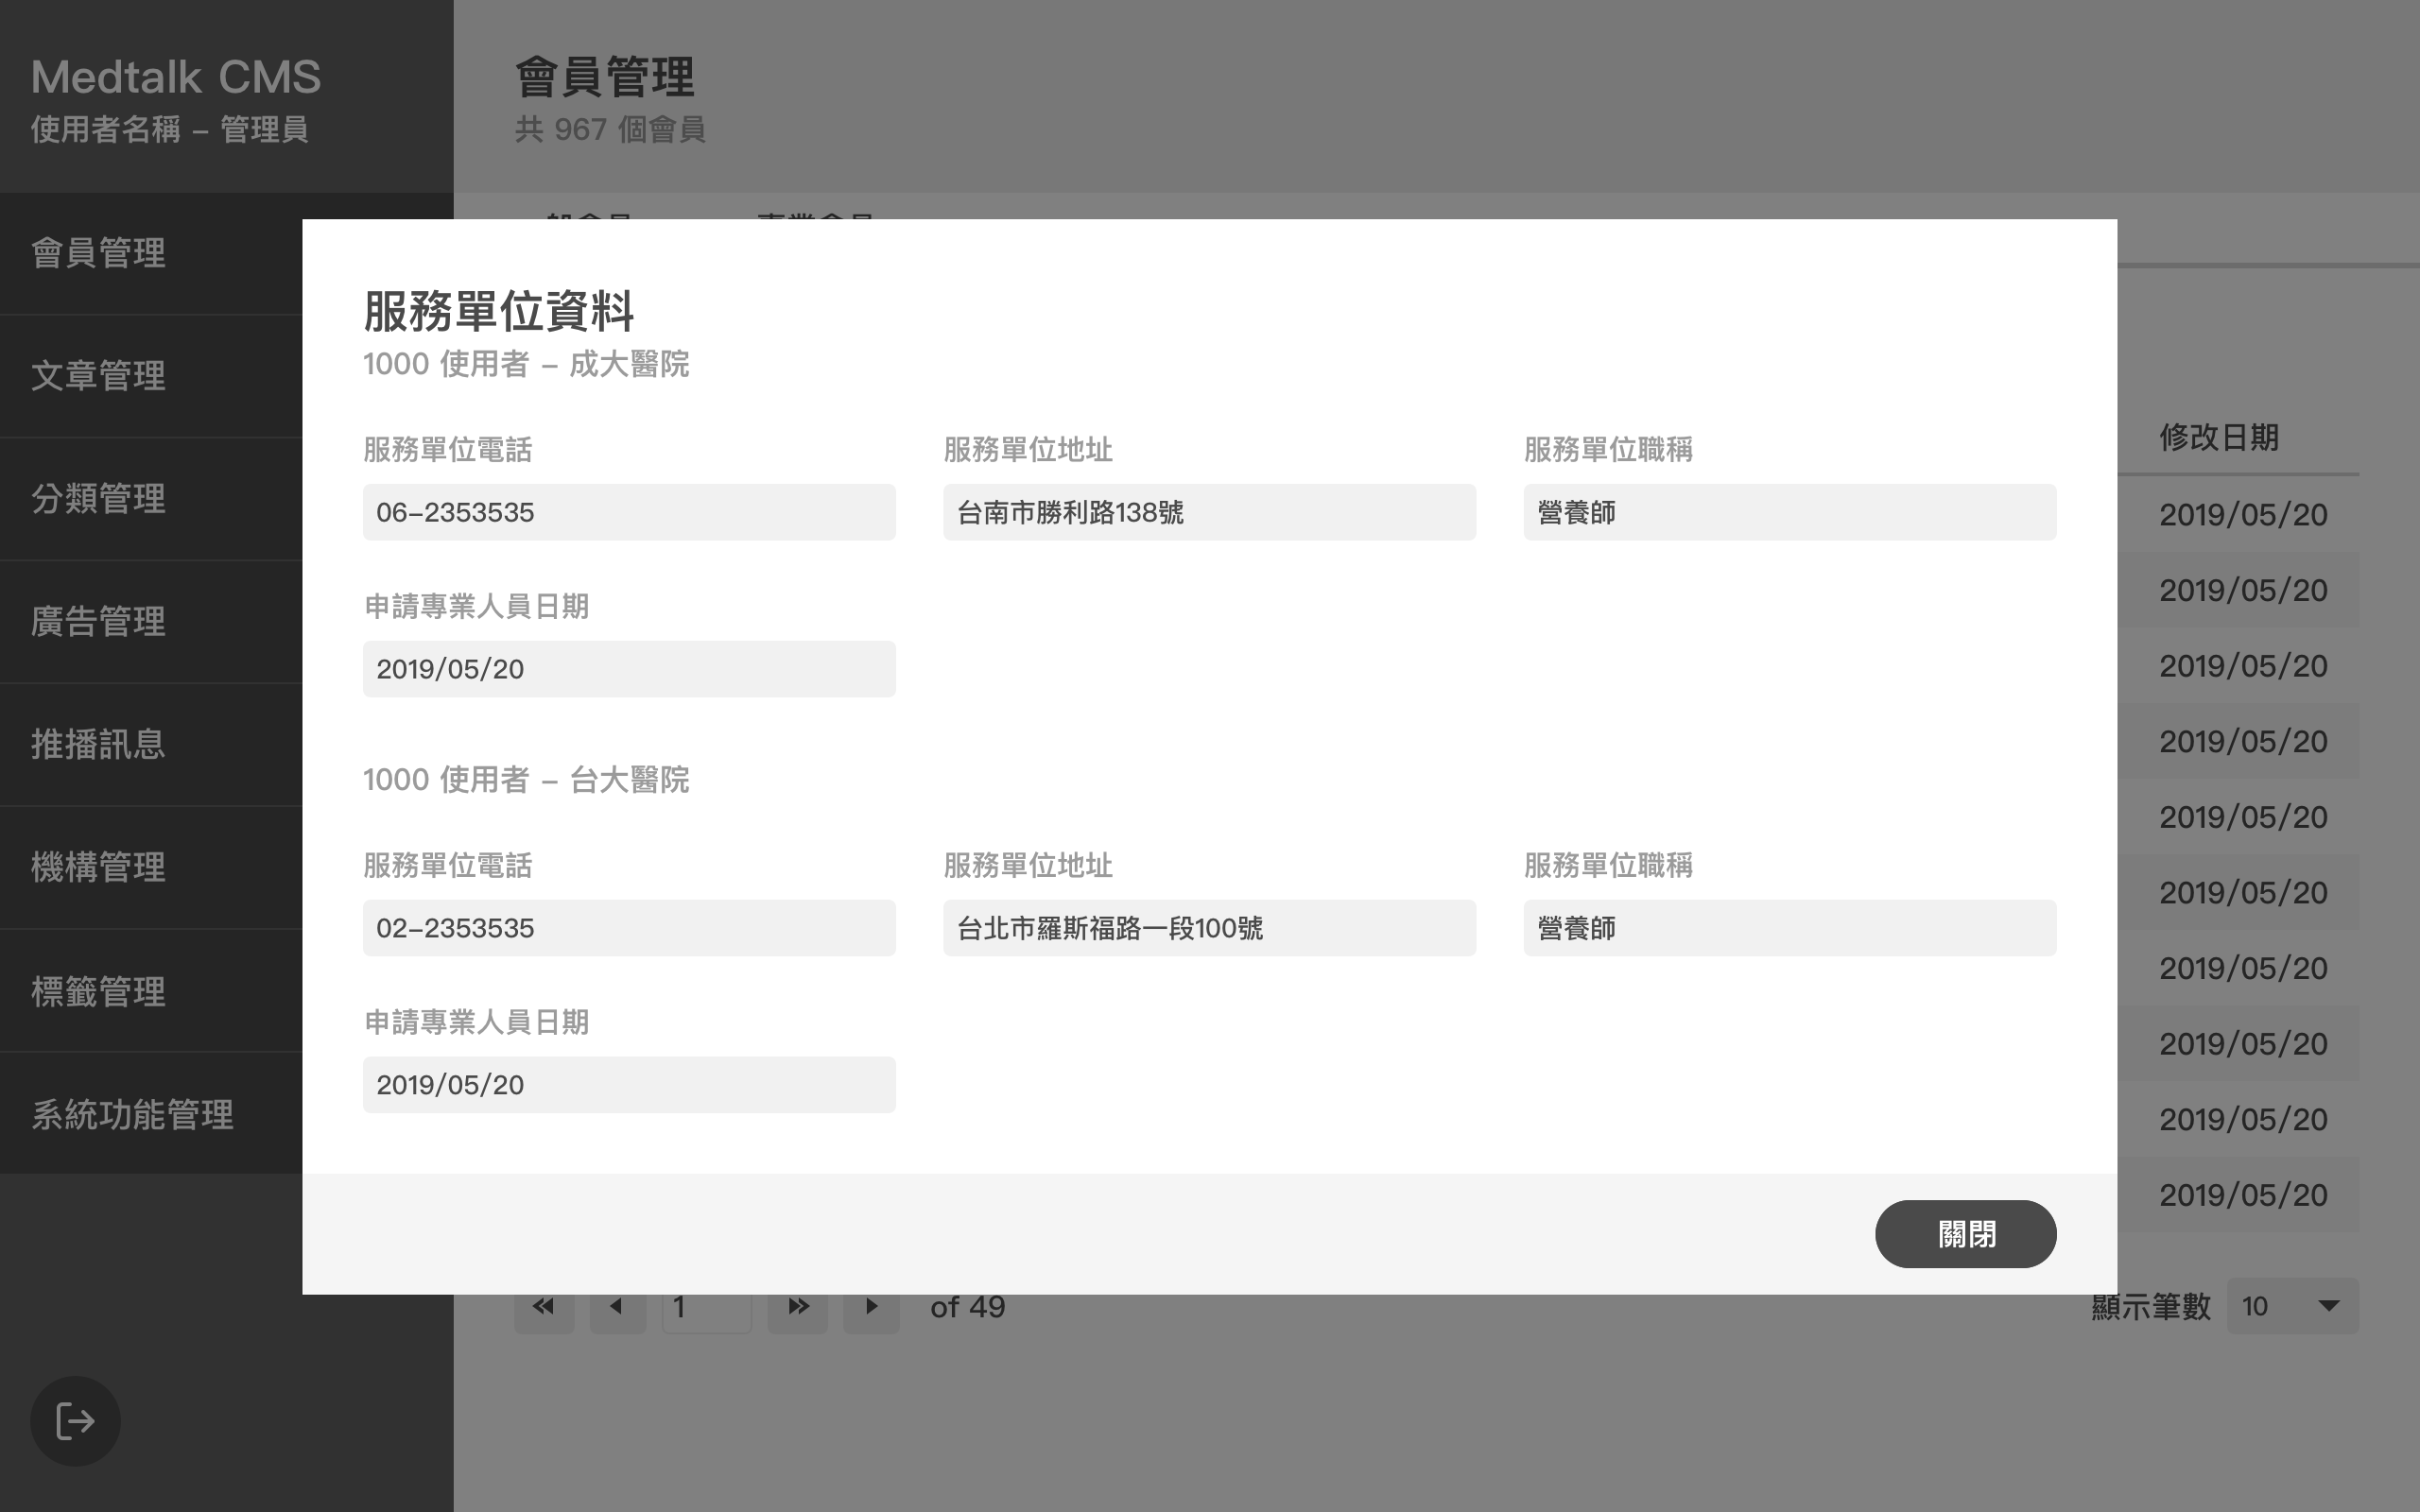 Medtalk CMS
使用者名稱 – 管理員
會員管理
文章管理
分類管理
廣告管理
推播訊息
機構管理
標籤管理
系統功能管理
會員管理
共 967 個會員
服務單位資料
1000 使用者 – 成大醫院
服務單位電話 服務單位地址 服務單位職稱
06–2353535 台南市勝利路138號 營養師
申請專業人員日期
2019/05/20
1000 使用者 – 台大醫院
服務單位電話 服務單位地址 服務單位職稱
02–2353535 台北市羅斯福路一段100號 營養師
申請專業人員日期
2019/05/20
關閉
修改日期
2019/05/20
2019/05/20
2019/05/20
2019/05/20
2019/05/20
2019/05/20
2019/05/20
2019/05/20
2019/05/20
2019/05/20
1 of 49
顯示筆數 10